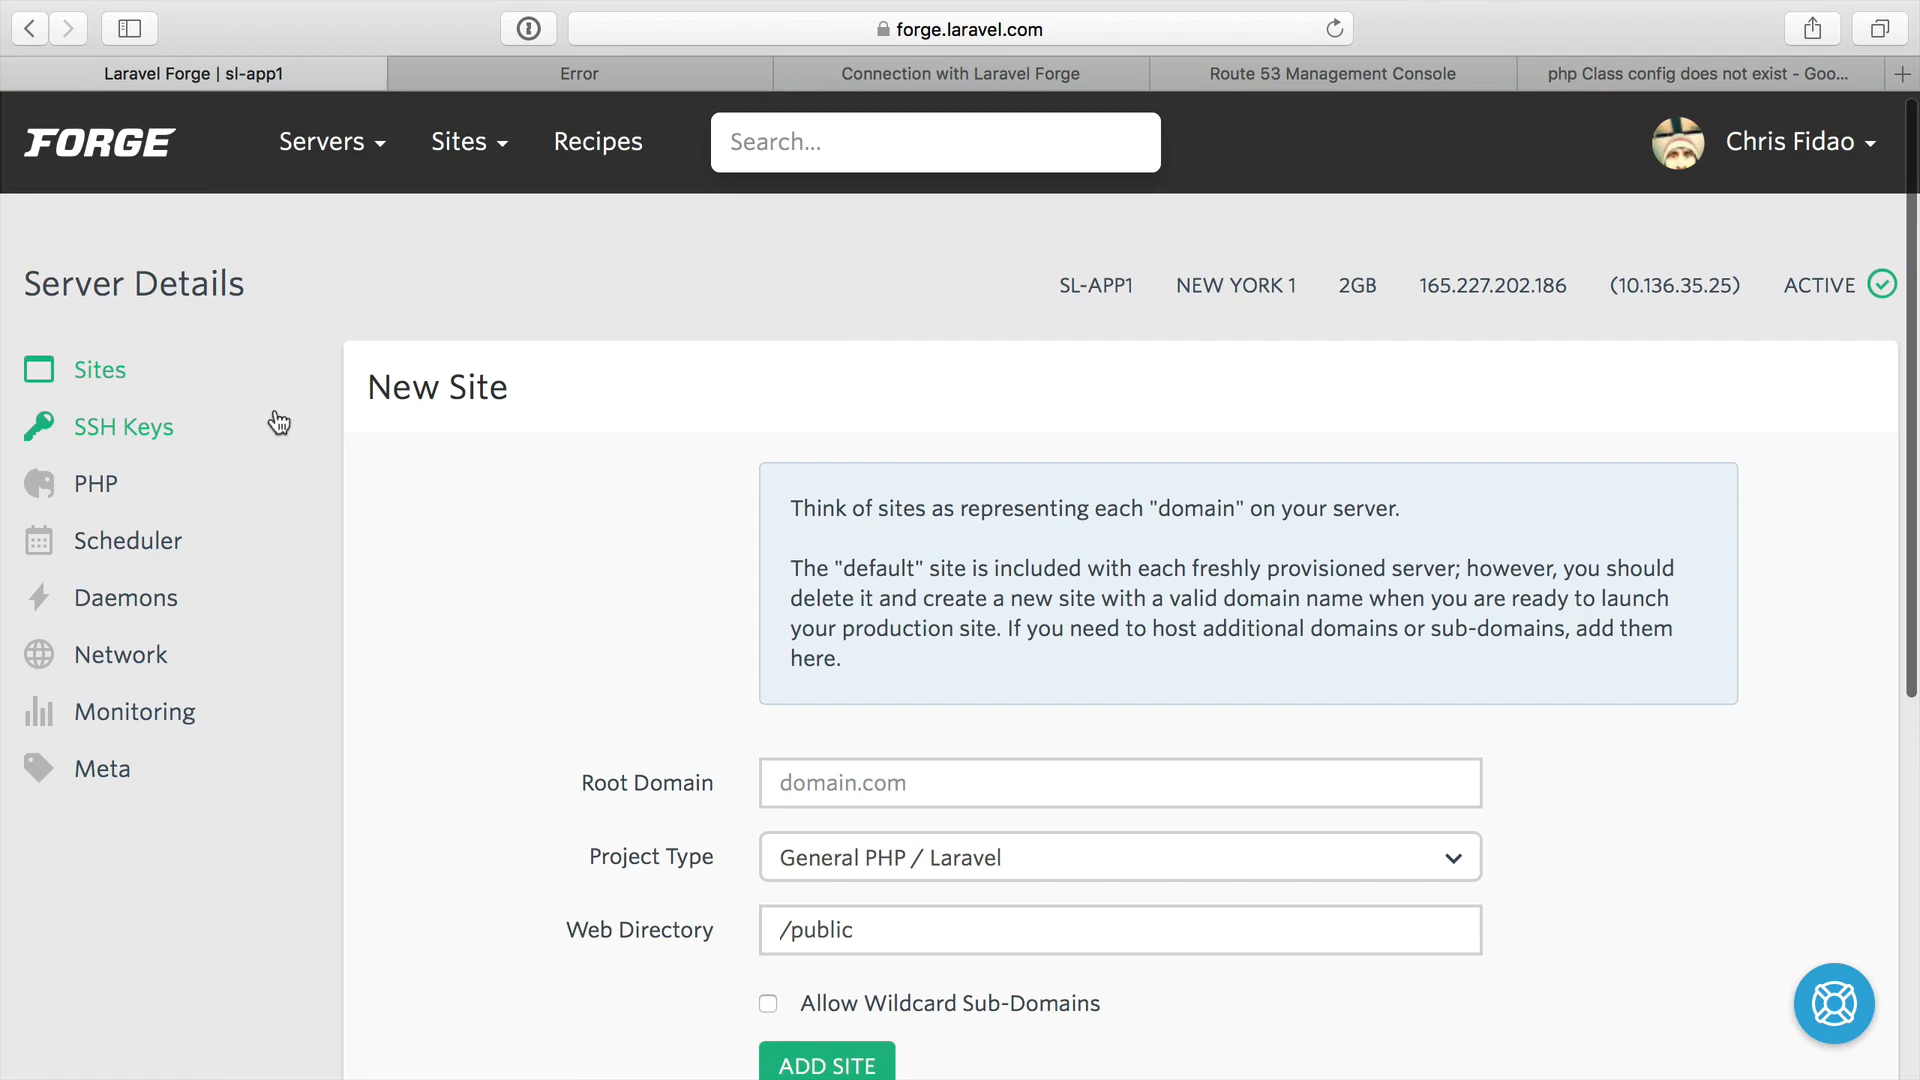 forge.laravel.com
Laravel Forge | sl-app1
Error
Connection with Laravel Forge
Route 53 Management Console
php Class config does not exist - Goo...
FORGE
Servers
Sites
Recipes
Search...
Chris Fidao
Server Details
SL-APP1
NEW YORK 1
2GB
165.227.202.186
(10.136.35.25)
ACTIVE
Sites
SSH Keys
PHP
Scheduler
Daemons
Network
Monitoring
Meta
New Site
Think of sites as representing each "domain" on your server.
The "default" site is included with each freshly provisioned server; however, you should
delete it and create a new site with a valid domain name when you are ready to launch
your production site. If you need to host additional domains or sub-domains, add them
here.
Root Domain
domain.com
Project Type
General PHP / Laravel
Web Directory
/public
Allow Wildcard Sub-Domains
ADD SITE